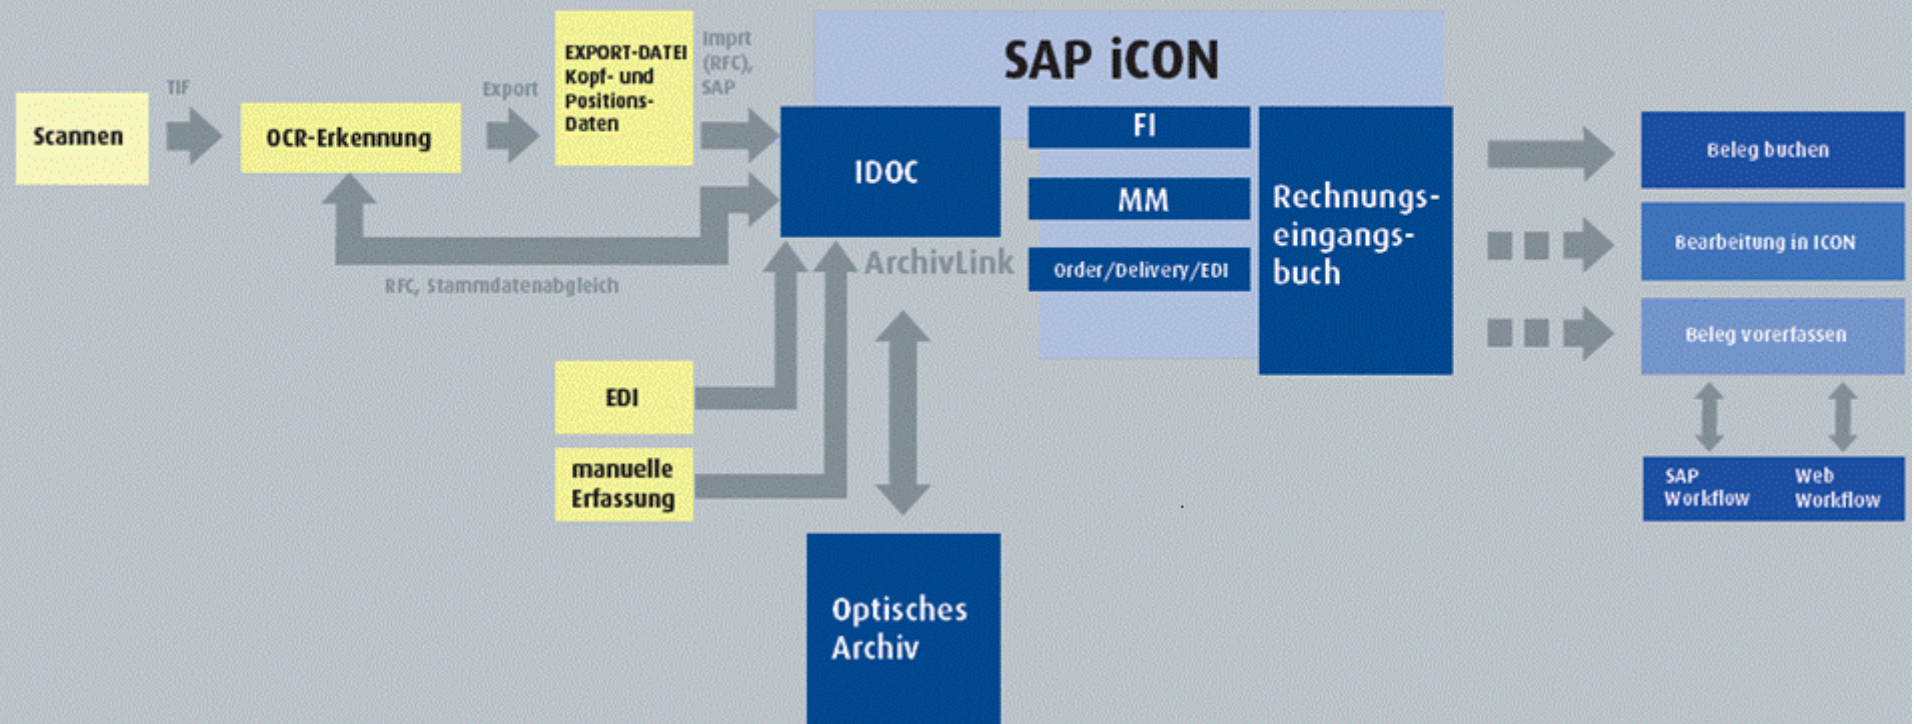 SAP iCON
Scannen
TIF
OCR-Erkennung
Export
EXPORT-DATEI
Kopf- und
Positions-
Daten
Imprt
(RFC),
SAP
IDOC
FI
MM
Order/Delivery/EDI
Rechnungs-
eingangs-
buch
Beleg buchen
Bearbeitung in ICON
Beleg vorerfassen
RFC, Stammdatenabgleich
ArchivLink
EDI
manuelle
Erfassung
SAP
Workflow
Web
Workflow
Optisches
Archiv